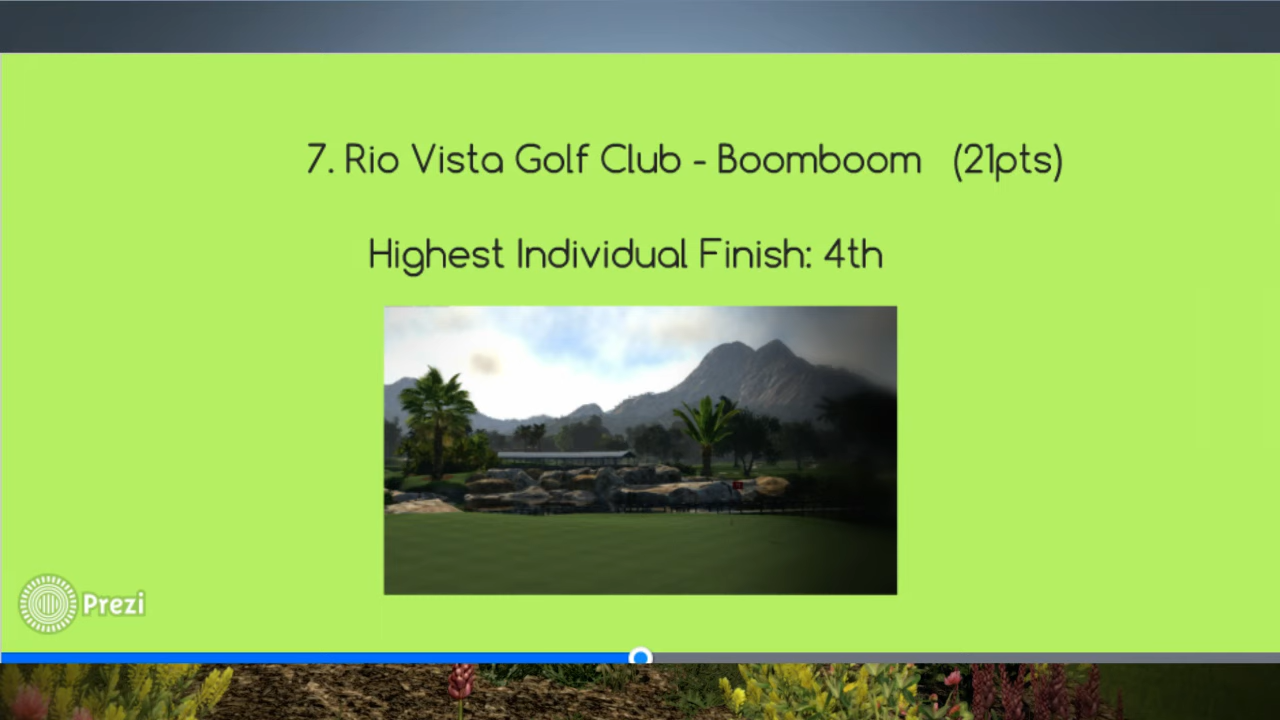 7. Rio Vista Golf Club - Boomboom (21pts)
Highest Individual Finish: 4th
Prezi